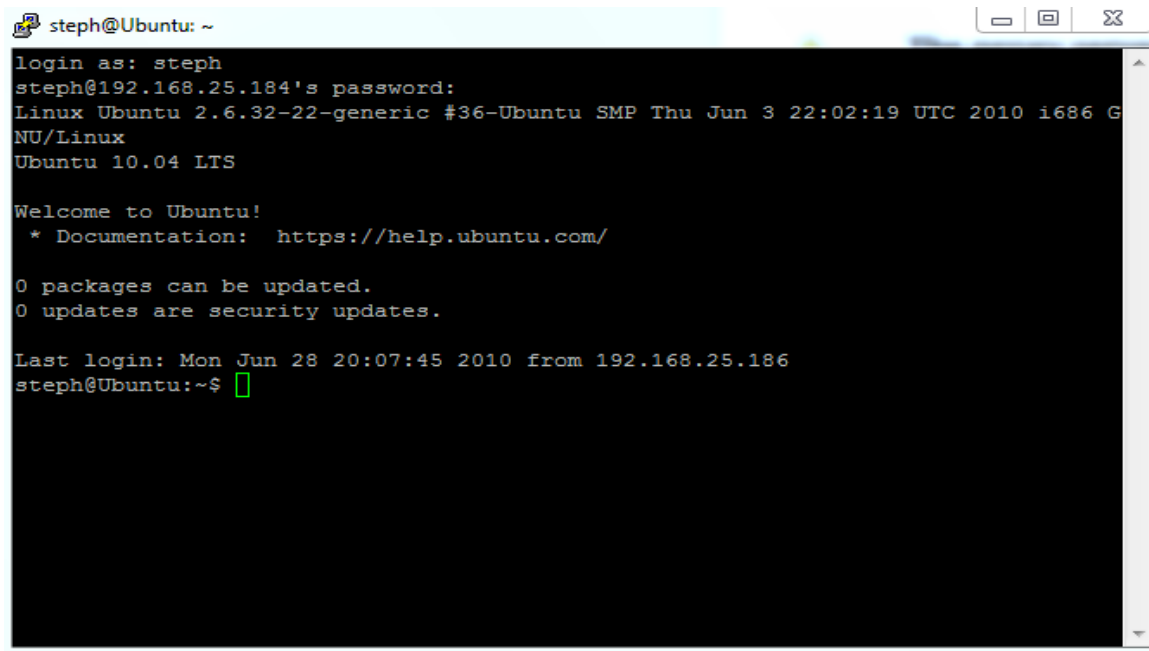 steph@Ubuntu: ~
login as: steph
steph@192.168.25.184's password:
Linux Ubuntu 2.6.32-22-generic #36-Ubuntu SMP Thu Jun 3 22:02:19 UTC 2010 i686 G
NU/Linux
Ubuntu 10.04 LTS
Welcome to Ubuntu!
* Documentation:  https://help.ubuntu.com/
0 packages can be updated.
0 updates are security updates.
Last login: Mon Jun 28 20:07:45 2010 from 192.168.25.186
steph@Ubuntu:~$